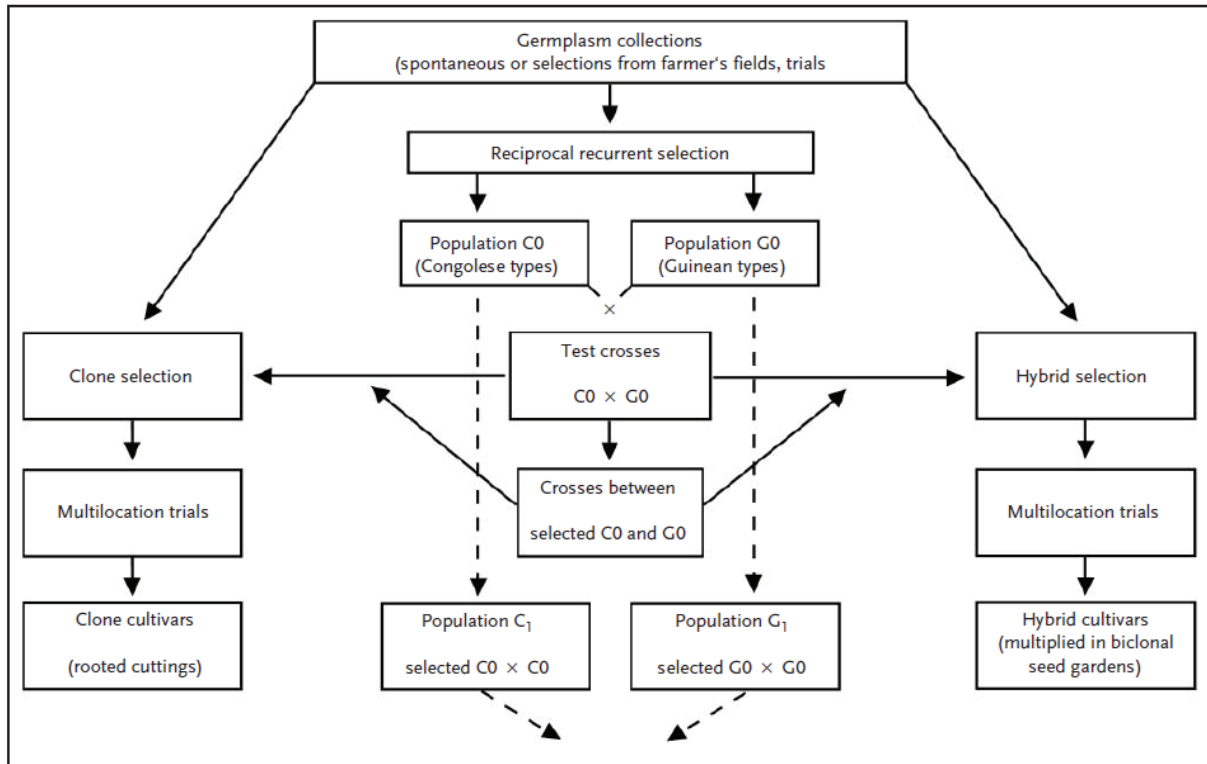 Germplasm collections
(spontaneous or selections from farmer's fields, trials
Reciprocal recurrent selection
Population C0
(Congolese types)
Population G0
(Guinean types)
×
Clone selection
Test crosses
C0 × G0
Hybrid selection
Multilocation trials
Crosses between
selected C0 and G0
Multilocation trials
Clone cultivars
(rooted cuttings)
Population C₁
selected C0 × C0
Population G₁
selected G0 × G0
Hybrid cultivars
(multiplied in biclonal
seed gardens)